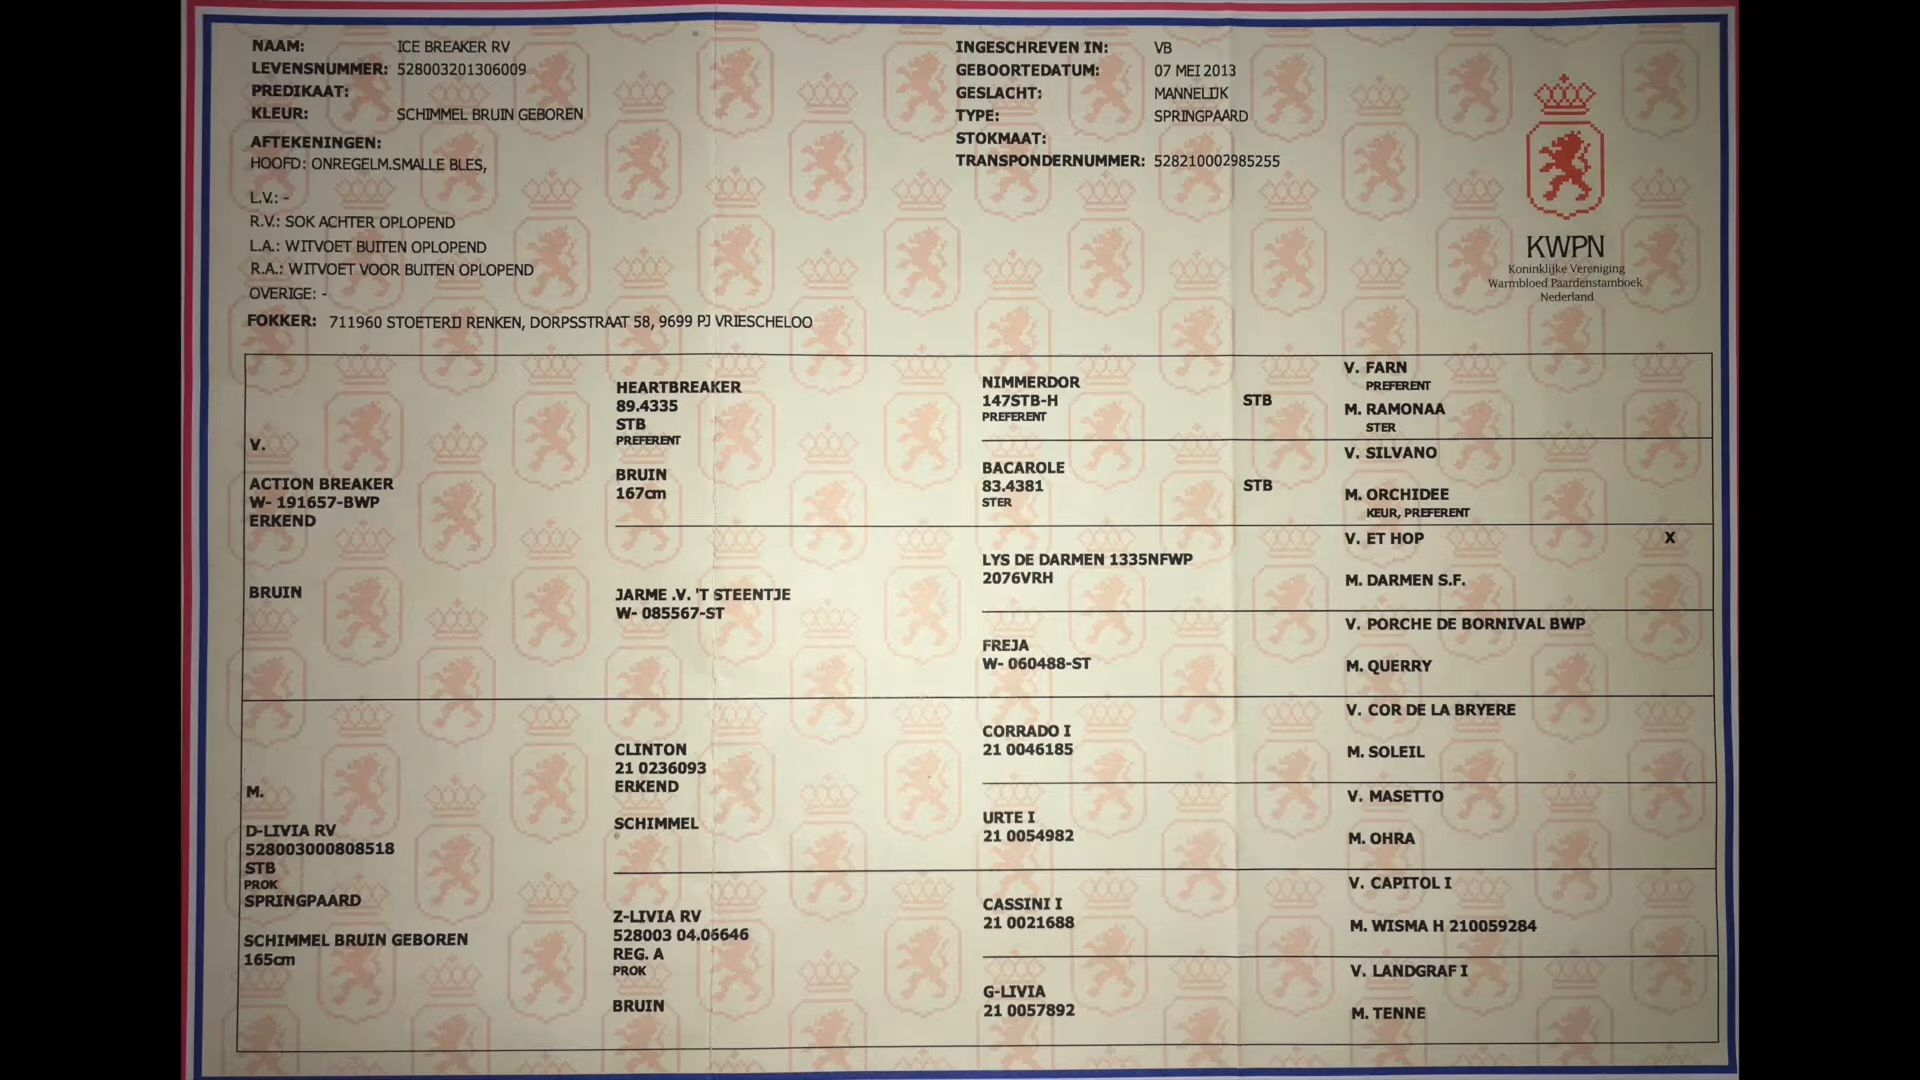 NAAM: ICE BREAKER RV
LEVENSNUMMER: 528003201306009
PREDIKAAT:
KLEUR: SCHIMMEL BRUIN GEBOREN
AFTEKENINGEN:
HOOFD: ONREGELM.SMALLE BLES,
L.V.: -
R.V.: SOK ACHTER OPLOPEND
L.A.: WITVOET BUITEN OPLOPEND
R.A.: WITVOET VOOR BUITEN OPLOPEND
OVERIGE: -
FOKKER: 711960 STOETERIJ RENKEN, DORPSSTRAAT 58, 9699 PJ VRIESCHELOO
INGESCHREVEN IN: VB
GEBOORTEDATUM: 07 MEI 2013
GESLACHT: MANNELIJK
TYPE: SPRINGPAARD
STOKMAAT:
TRANSPONDERNUMMER: 528210002985255
KWPN
Koninklijke Vereniging
Warmbloed Paardenstamboek
Nederland
V.
ACTION BREAKER
W- 191657-BWP
ERKEND
BRUIN
HEARTBREAKER
89.4335
STB
PREFERENT
BRUIN
167cm
JARME .V. 'T STEENTJE
W- 085567-ST
NIMMERDOR
147STB-H STB
PREFERENT
BACAROLE
83.4381 STB
STER
LYS DE DARMEN 1335NFWP
2076VRH
FREJA
W- 060488-ST
V. FARN
PREFERENT
M. RAMONAA
STER
V. SILVANO
M. ORCHIDEE
KEUR, PREFERENT
V. ET HOP X
M. DARMEN S.F.
V. PORCHE DE BORNIVAL BWP
M. QUERRY
M.
D-LIVIA RV
528003000808518
STB
PROK
SPRINGPAARD
SCHIMMEL BRUIN GEBOREN
165cm
CLINTON
21 0236093
ERKEND
SCHIMMEL
Z-LIVIA RV
528003 04.06646
REG. A
PROK
BRUIN
CORRADO I
21 0046185
URTE I
21 0054982
CASSINI I
21 0021688
G-LIVIA
21 0057892
V. COR DE LA BRYERE
M. SOLEIL
V. MASETTO
M. OHRA
V. CAPITOL I
M. WISMA H 210059284
V. LANDGRAF I
M. TENNE